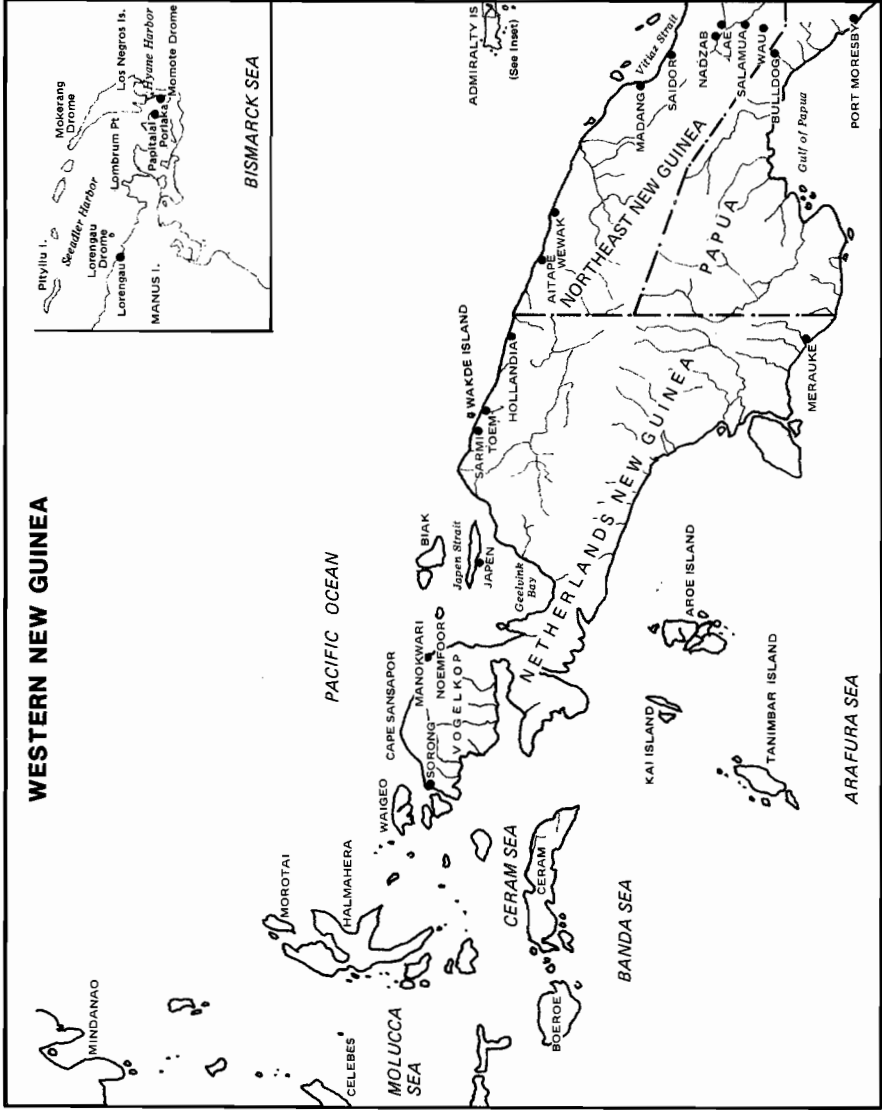 WESTERN NEW GUINEA
MINDANAO
CELEBES
MOLUCCA
SEA
MOROTAI
HALMAHERA
PACIFIC OCEAN
WAIGEO
CAPE SANSAPOR
SORONG
MANOKWARI
NOEMFOOR
VOGELKOP
CERAM SEA
CERAM
BOEROE
BANDA SEA
BIAK
Japen Strait
JAPEN
Geelvink
Bay
NETHERLANDS NEW GUINEA
WAKDE ISLAND
SARMI
TOEM
HOLLANDIA
AITAPE
WEWAK
NORTHEAST NEW GUINEA
PAPUA
MADANG
SAIDOR
Vitiaz Strait
NADZAB
LAE
SALAMUA
WAU
BULLDOG
Gulf of Papua
PORT MORESBY
MERAUKE
KAI ISLAND
AROE ISLAND
TANIMBAR ISLAND
ARAFURA SEA
ADMIRALTY IS
(See Inset)
Pityilu I.
Seeadler Harbor
Mokerang
Drome
Lorengau
Drome
Lorengau
MANUS I.
Lombrum Pt
Los Negros Is.
Papitalai
Porlaka
Hyane Harbor
Momote Drome
BISMARCK SEA